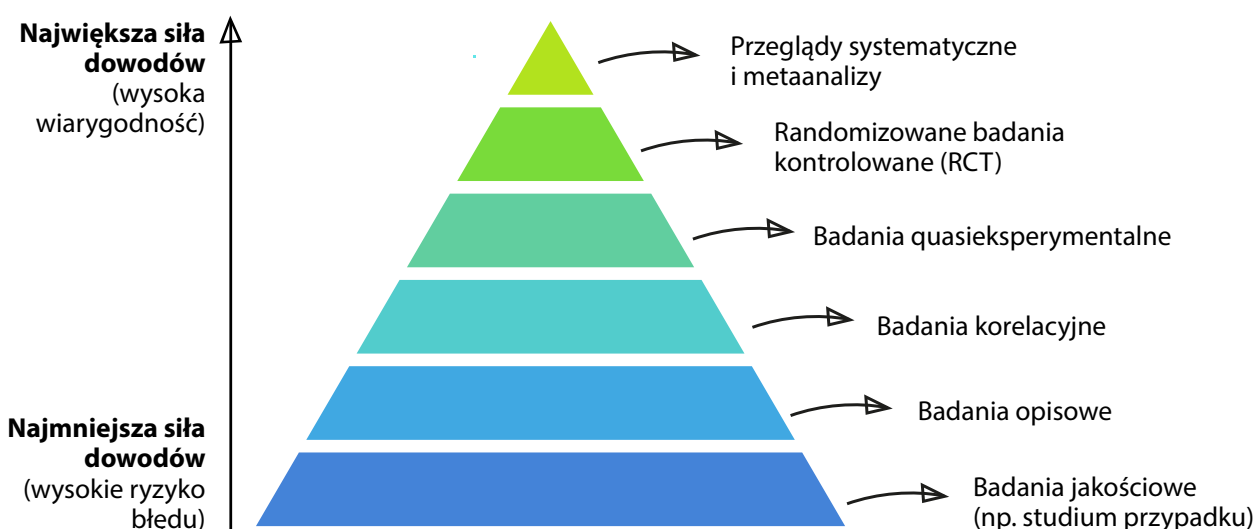 Największa siła
dowodów
(wysoka
wiarygodność)
Przeglądy systematyczne
i metaanalizy
Randomizowane badania
kontrolowane (RCT)
Badania quasieksperymentalne
Badania korelacyjne
Badania opisowe
Najmniejsza siła
dowodów
(wysokie ryzyko
błędu)
Badania jakościowe
(np. studium przypadku)